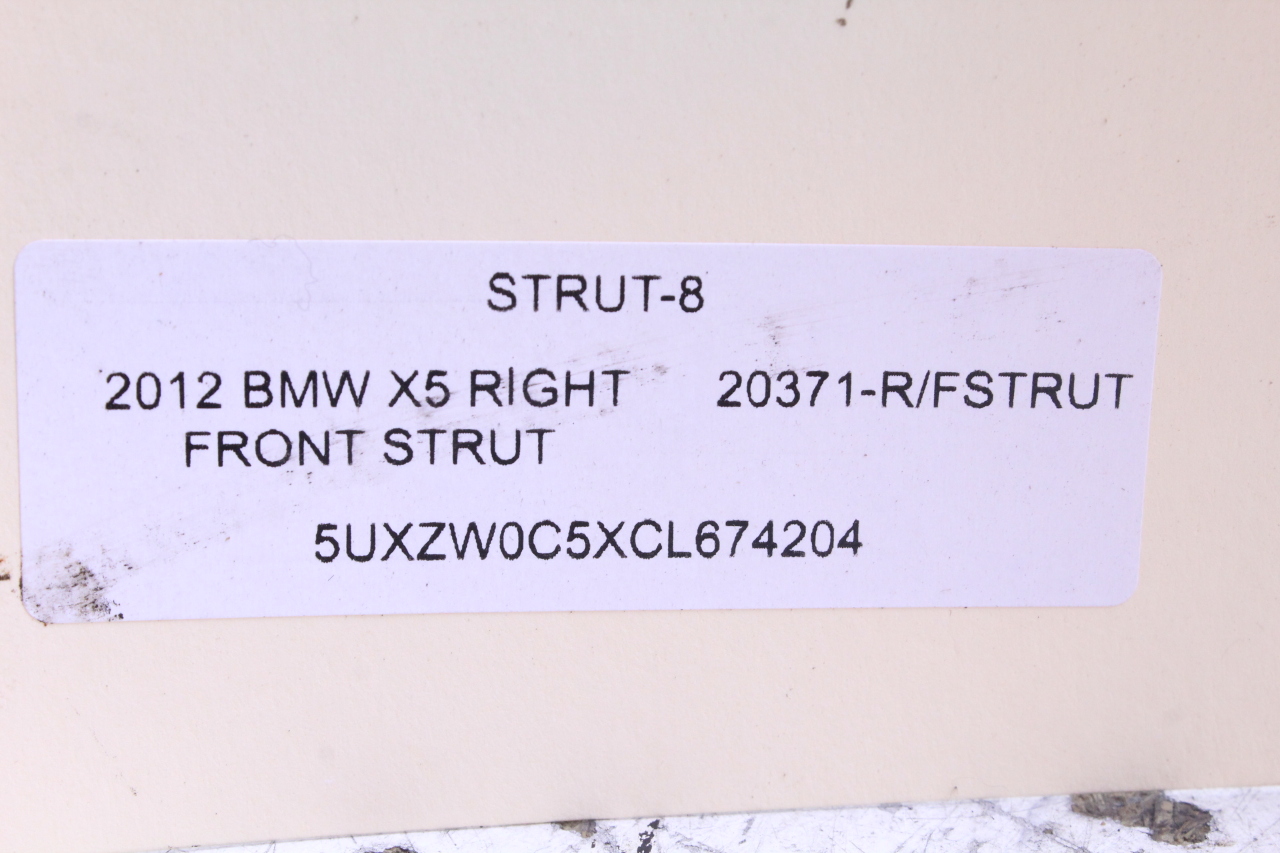 STRUT-8
2012 BMW X5 RIGHT 20371-R/FSTRUT
FRONT STRUT
5UXZW0C5XCL674204